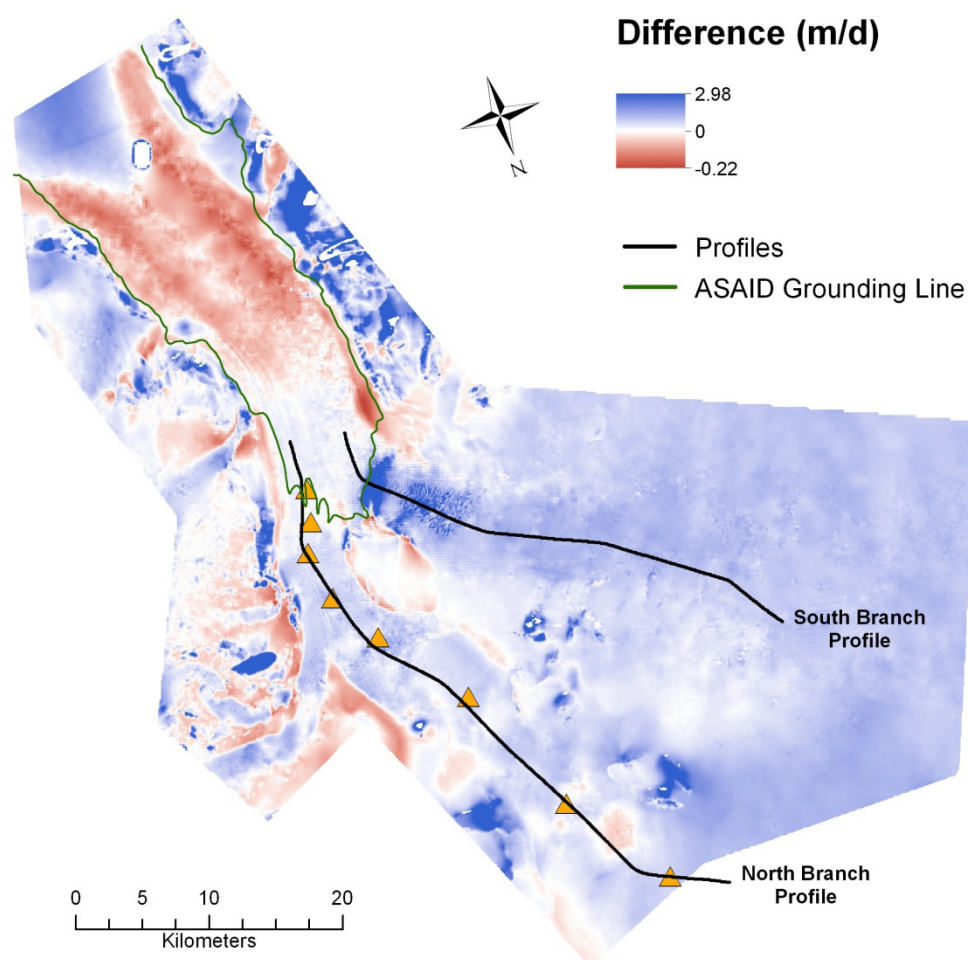 Difference (m/d)
2.98
0
-0.22
N
Profiles
ASAID Grounding Line
South Branch
Profile
North Branch
Profile
0 5 10 20
Kilometers